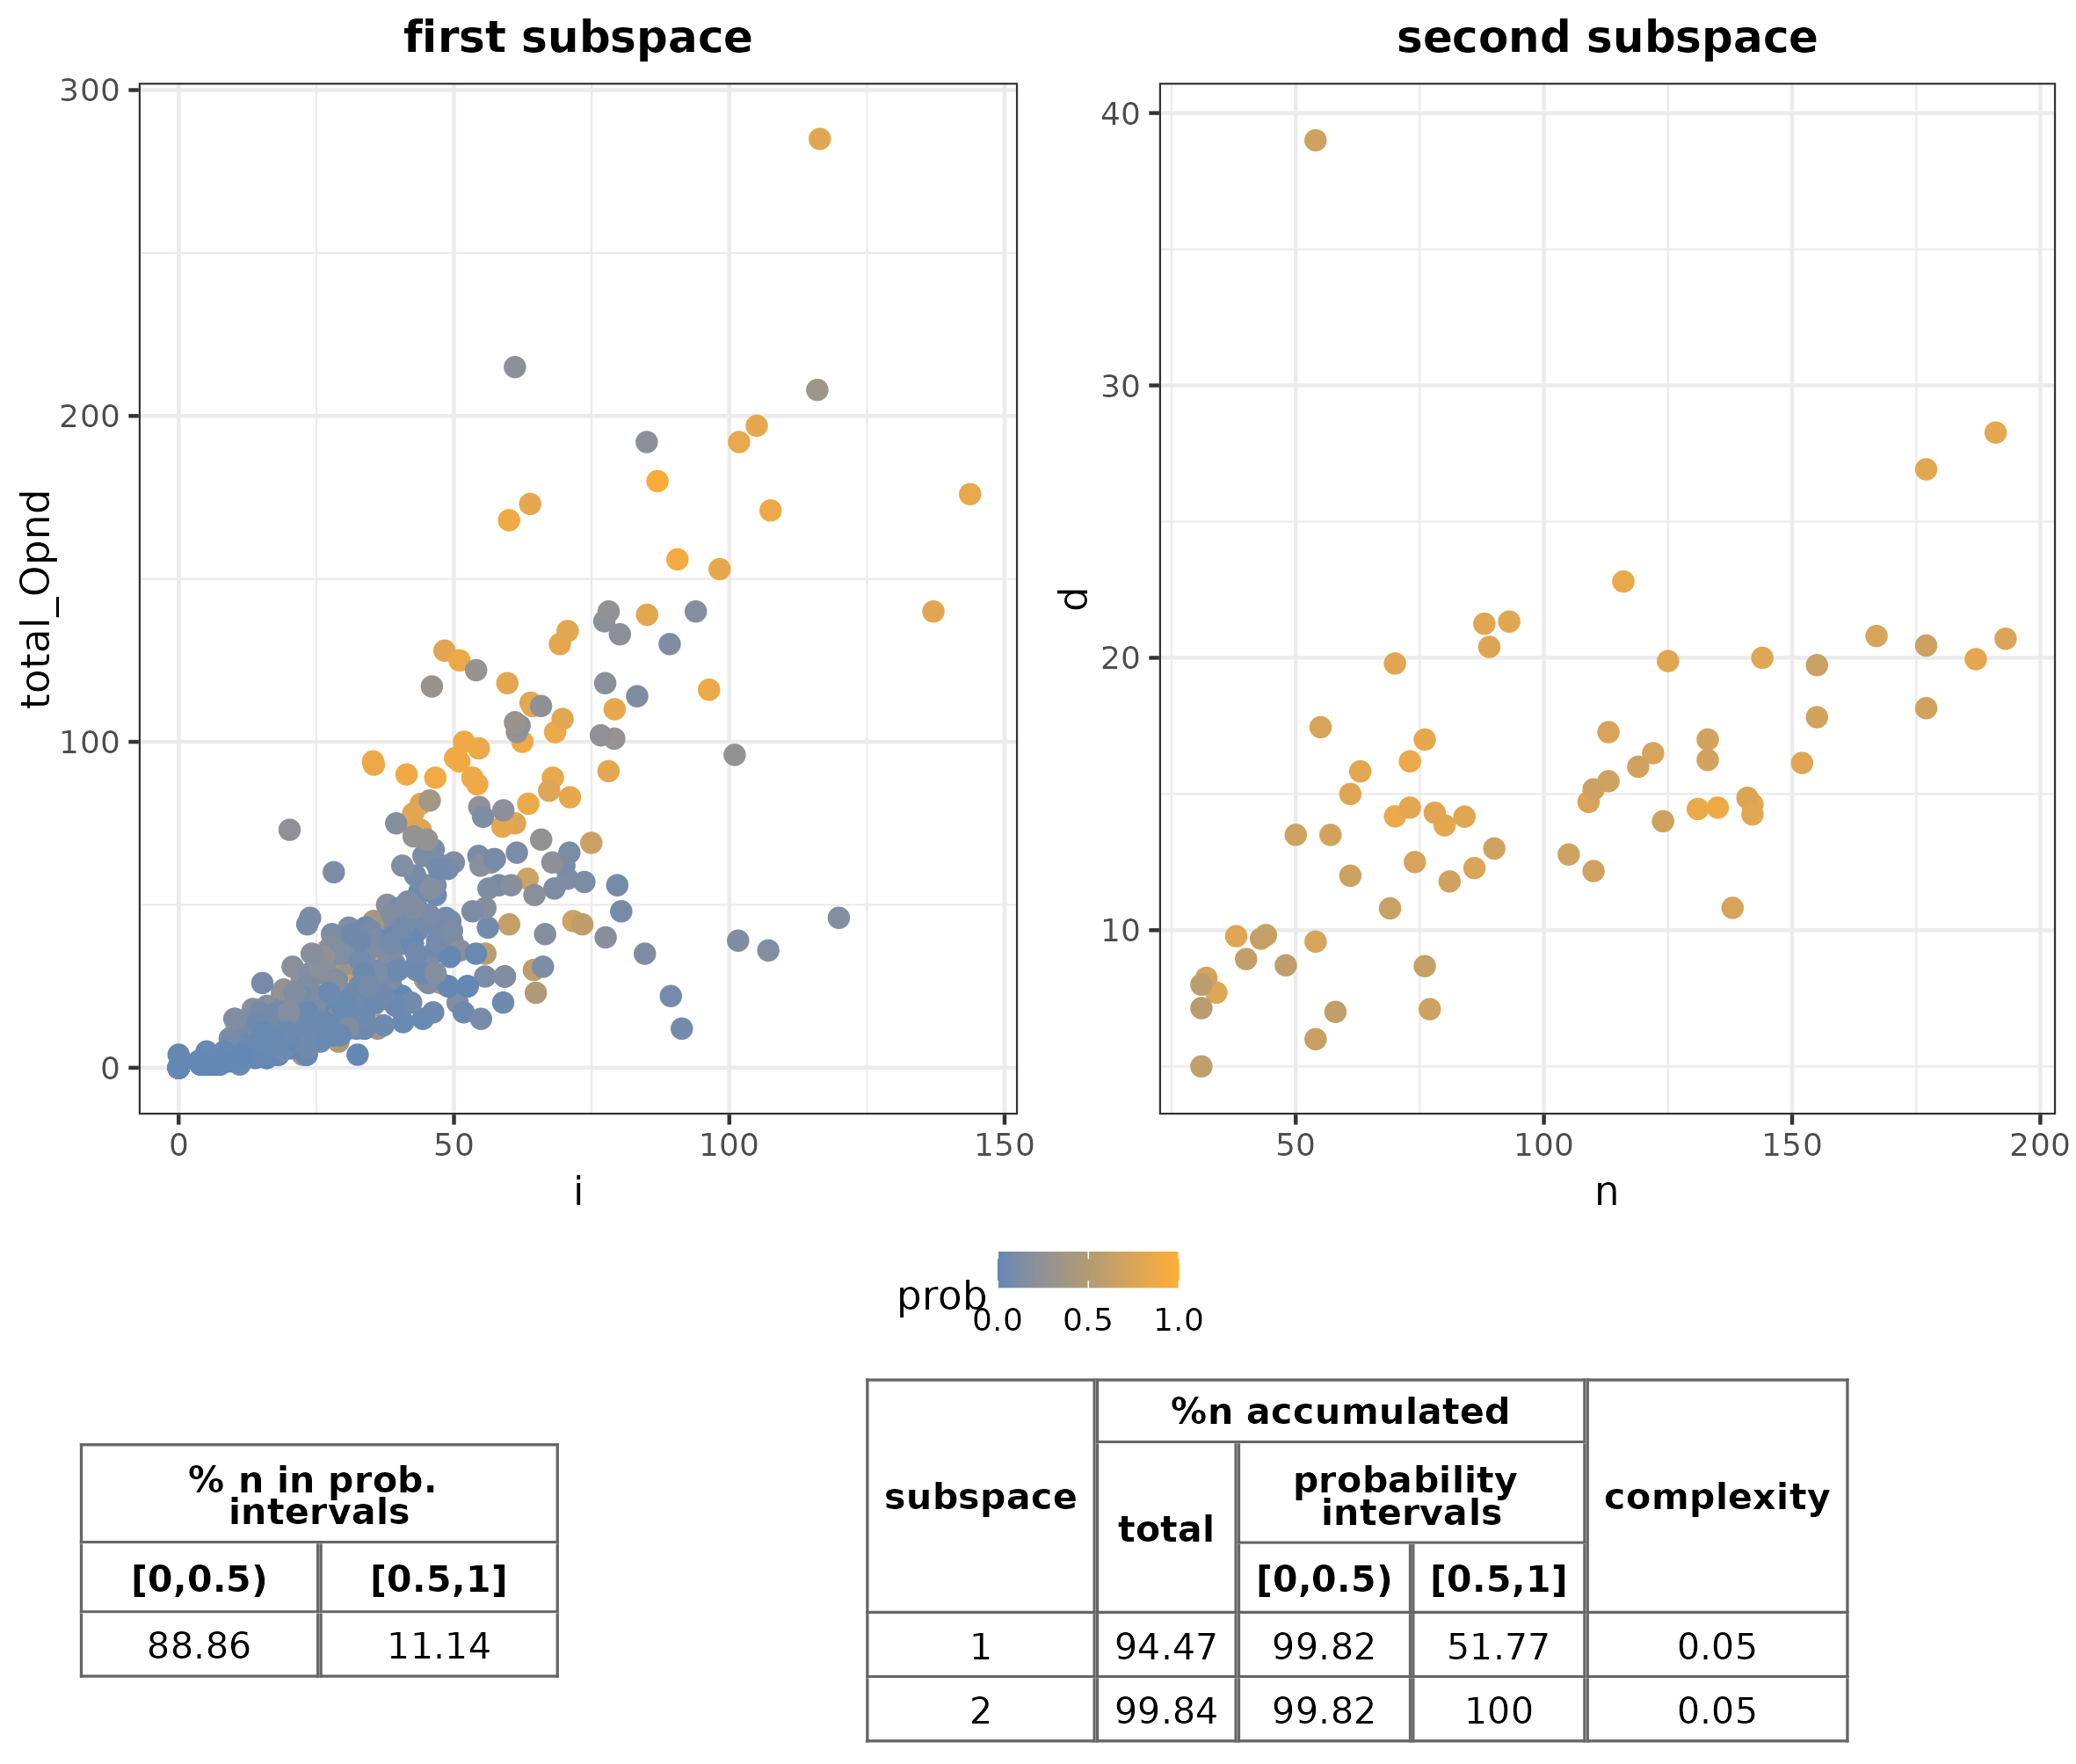 first subspace
second subspace
total_Opnd
300
200
100
0
0
50
100
150
i
d
40
30
20
10
50
100
150
200
n
prob
0.0
0.5
1.0
% n in prob.
intervals
[0,0.5)
[0.5,1]
88.86
11.14
subspace
%n accumulated
total
probability
intervals
[0,0.5)
[0.5,1]
complexity
1
94.47
99.82
51.77
0.05
2
99.84
99.82
100
0.05